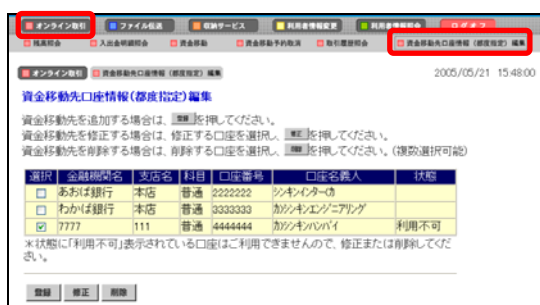 オンライン取引 ファイル伝送 収納サービス 利用者情報変更 利用者情報照会 ログオフ
残高照会 入出金明細照会 資金移動 資金移動予約取消 取引履歴照会 資金移動先口座情報(都度指定)編集
オンライン取引 資金移動先口座情報(都度指定)編集 2005/05/21 15:48:00
資金移動先口座情報(都度指定)編集
資金移動先を追加する場合は、 登録 を押してください。
資金移動先を修正する場合は、修正する口座を選択し、 修正 を押してください。
資金移動先を削除する場合は、削除する口座を選択し、 削除 を押してください。(複数選択可能)
選択 金融機関名 支店名 科目 口座番号 口座名義人 状態
あおば銀行 本店 普通 2222222 シンキインターカ
わかば銀行 本店 普通 3333333 カ)シンキエンジニアリング
7777 111 普通 4444444 カ)シンキハンバイ 利用不可
*状態に「利用不可」表示されている口座はご利用できませんので、修正または削除してくだ
さい。
登録 修正 削除